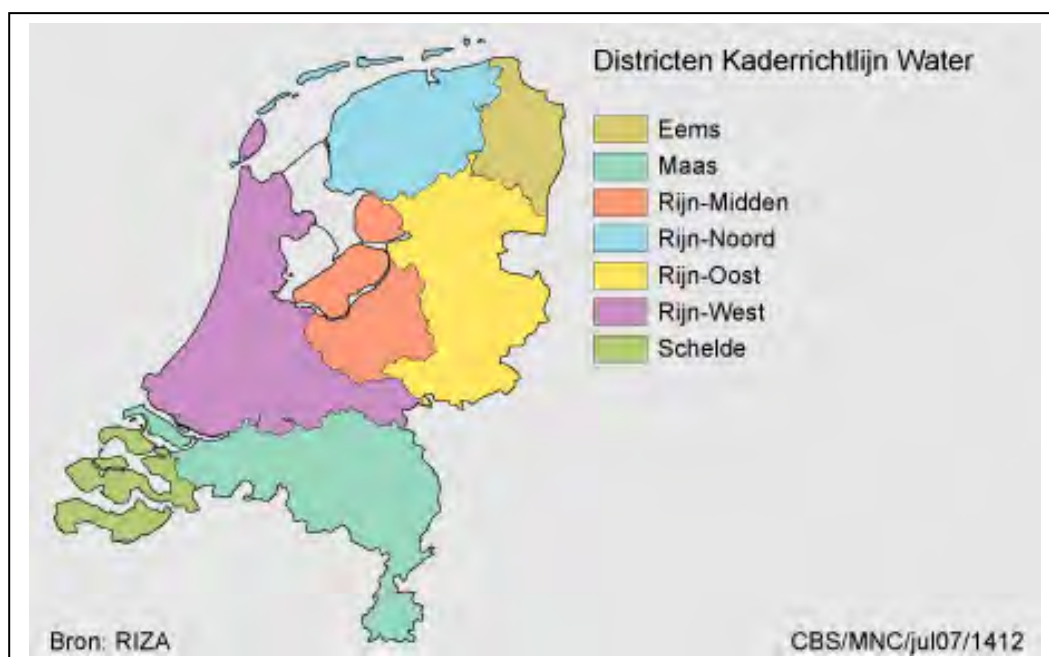 Districten Kaderrichtlijn Water
Eems
Maas
Rijn-Midden
Rijn-Noord
Rijn-Oost
Rijn-West
Schelde
Bron: RIZA
CBS/MNC/jul07/1412